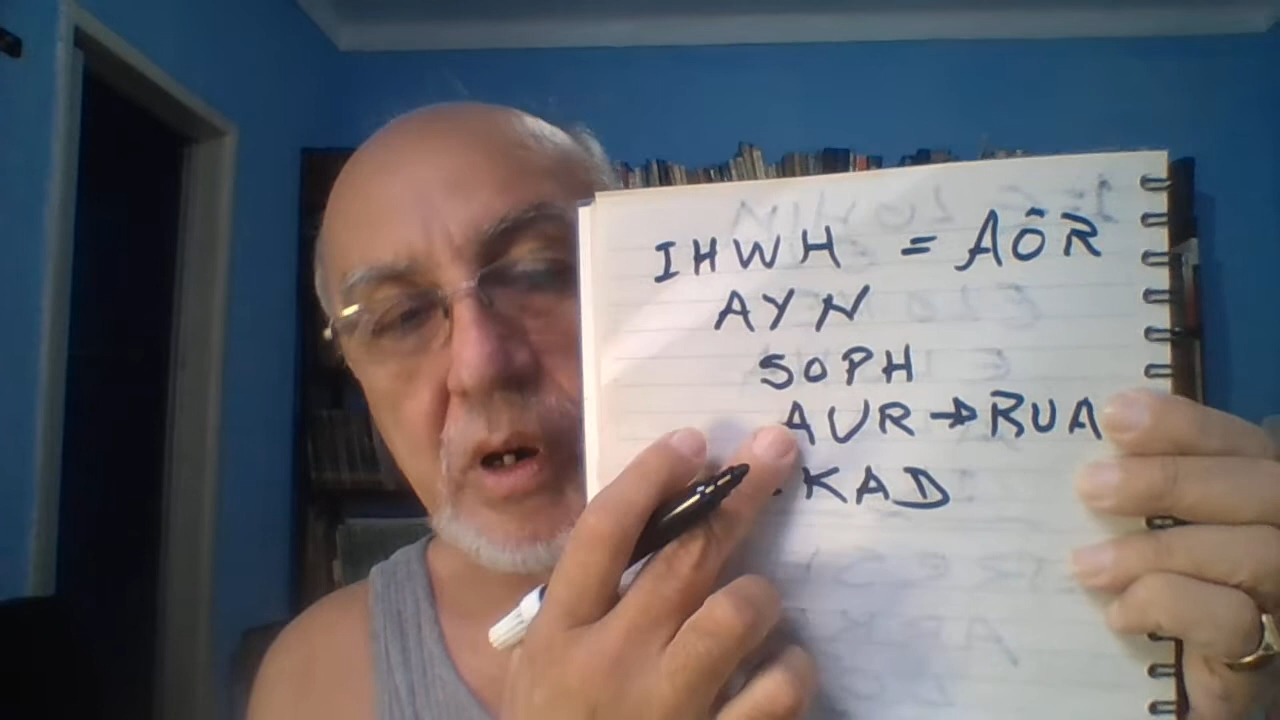 IHWH = AÔR
AYN
SOPH
AUR → RUA
KAD